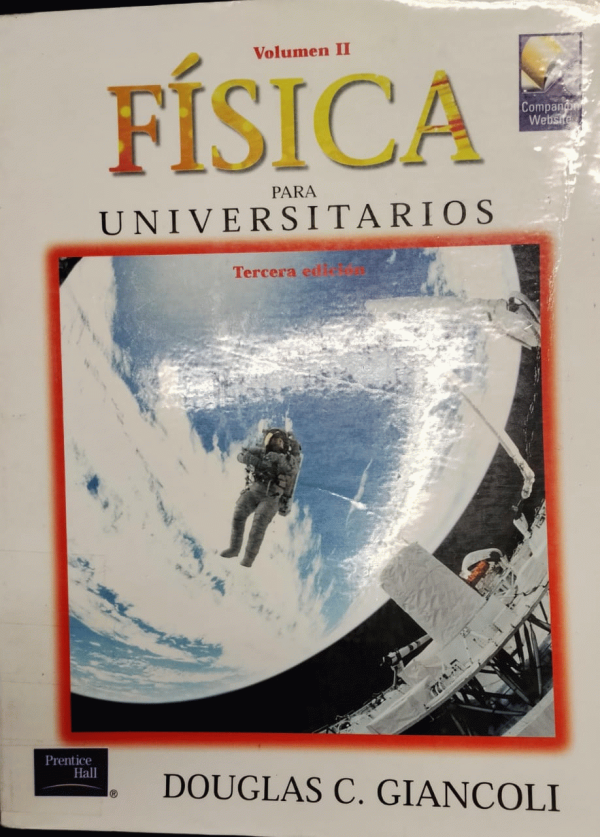 Volumen II
Companion
Website
FÍSICA
PARA
UNIVERSITARIOS
Tercera edición
Prentice
Hall
®
DOUGLAS C. GIANCOLI